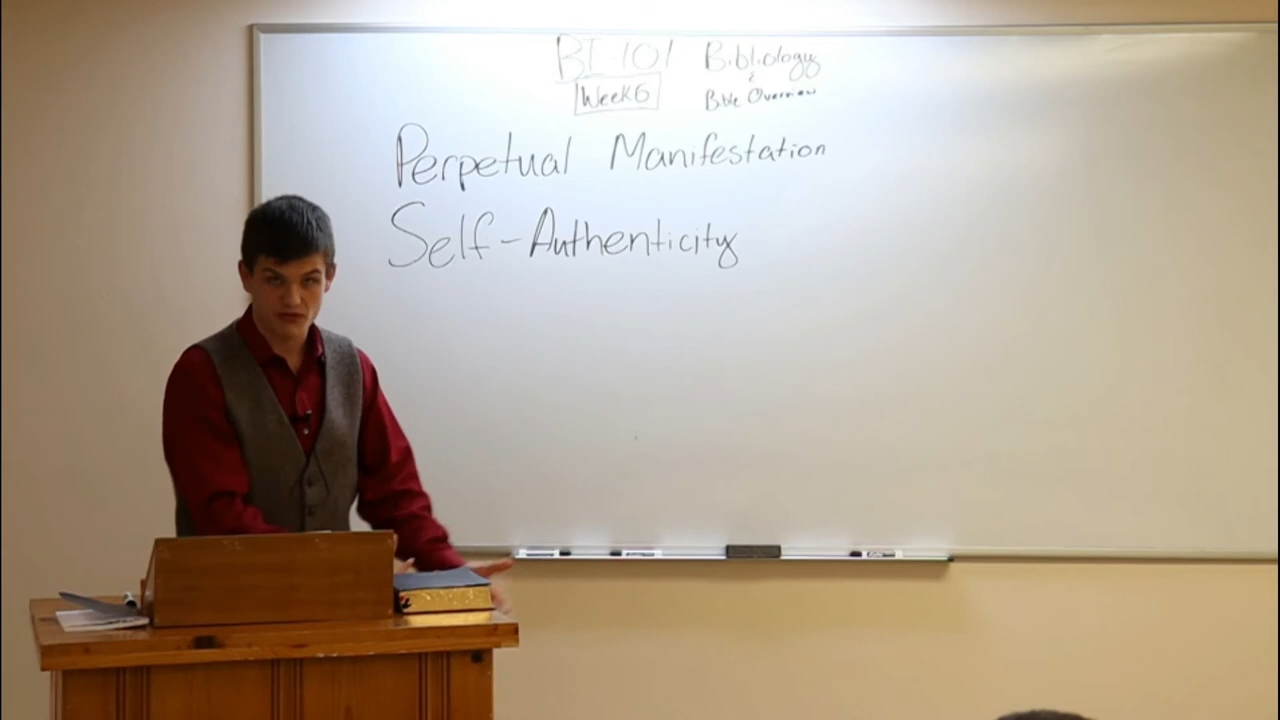 BI-101 Bibliology
Week6 & Bible Overview
Perpetual Manifestation
Self-Authenticity